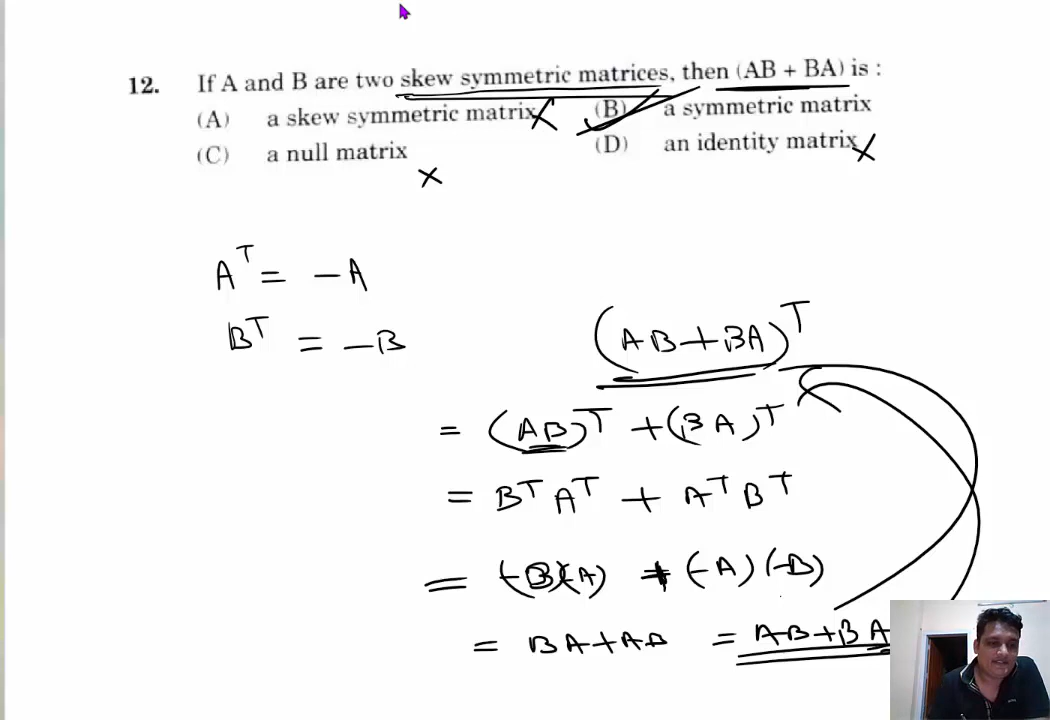 12. If A and B are two skew symmetric matrices, then (AB + BA) is :
(A) a skew symmetric matrix (B) a symmetric matrix
(C) a null matrix (D) an identity matrix
Aᵀ = −A
Bᵀ = −B
(AB+BA)ᵀ
= (AB)ᵀ + (BA)ᵀ
= BᵀAᵀ + AᵀBᵀ
= (−B)(−A) + (−A)(−B)
= BA+AB = AB+BA